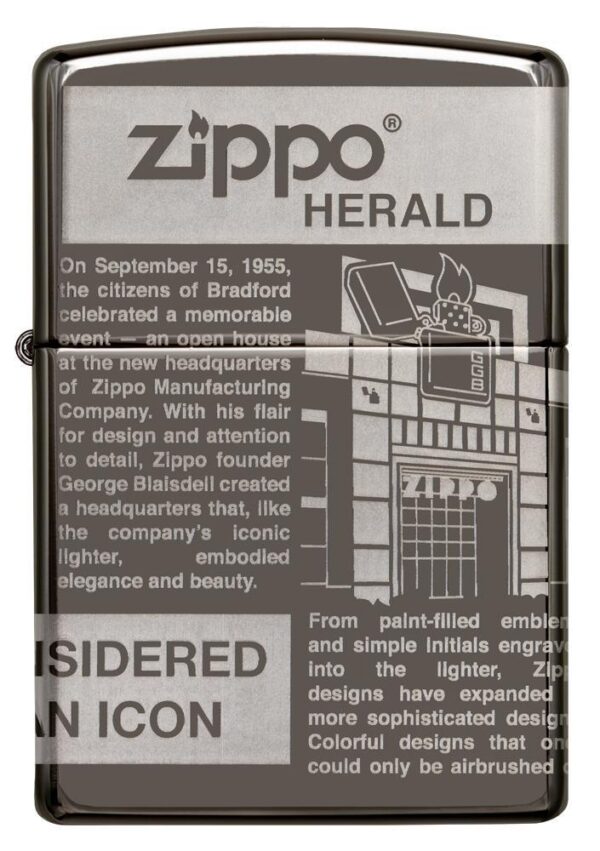 zippo®
HERALD
On September 15, 1955,
the citizens of Bradford
celebrated a memorable
event — an open house
at the new headquarters
of Zippo Manufacturing
Company. With his flair
for design and attention
to detail, Zippo founder
George Blaisdell created
a headquarters that, like
the company's iconic
lighter, embodied
elegance and beauty.
GGB
ZIPPO
ISIDERED
AN ICON
From paint-filled emblem
and simple initials engrav
into the lighter, Zip
designs have expanded
more sophisticated design
Colorful designs that on
could only be airbrushed